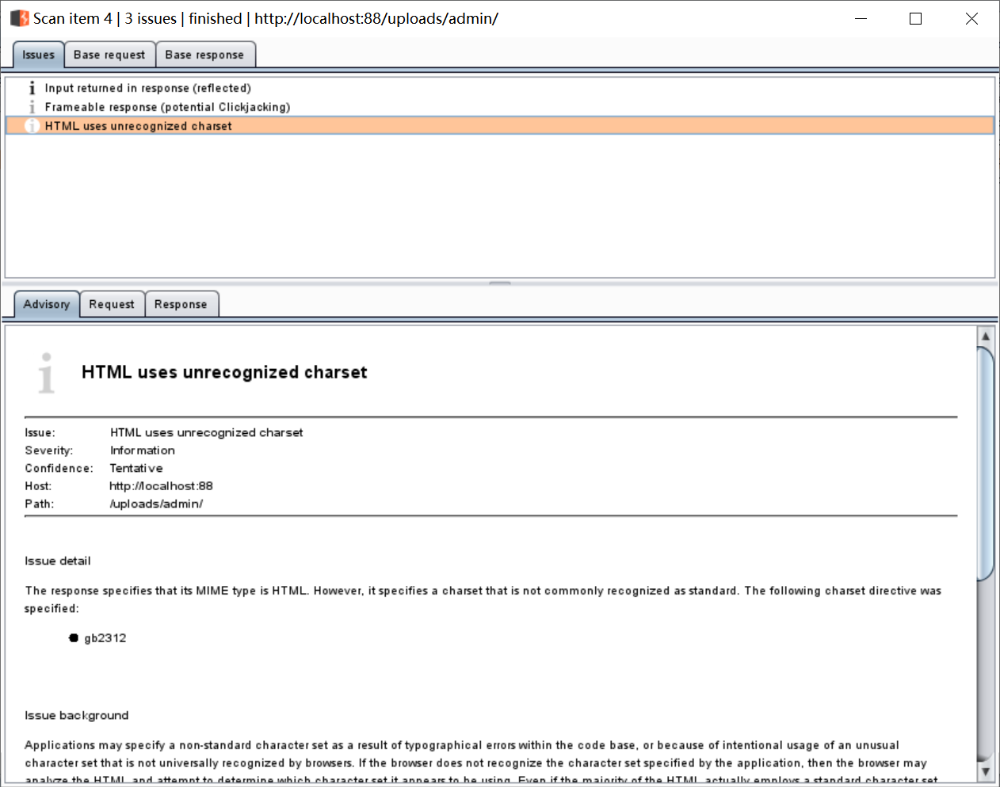 Scan item 4 | 3 issues | finished | http://localhost:88/uploads/admin/
Issues Base request Base response
Input returned in response (reflected)
Frameable response (potential Clickjacking)
HTML uses unrecognized charset
Advisory Request Response
HTML uses unrecognized charset
Issue: HTML uses unrecognized charset
Severity: Information
Confidence: Tentative
Host: http://localhost:88
Path: /uploads/admin/
Issue detail
The response specifies that its MIME type is HTML. However, it specifies a charset that is not commonly recognized as standard. The following charset directive was
specified:
gb2312
Issue background
Applications may specify a non-standard character set as a result of typographical errors within the code base, or because of intentional usage of an unusual
character set that is not universally recognized by browsers. If the browser does not recognize the character set specified by the application, then the browser may
analyze the HTML and attempt to determine which character set it appears to be using. Even if the majority of the HTML actually employs a standard character set